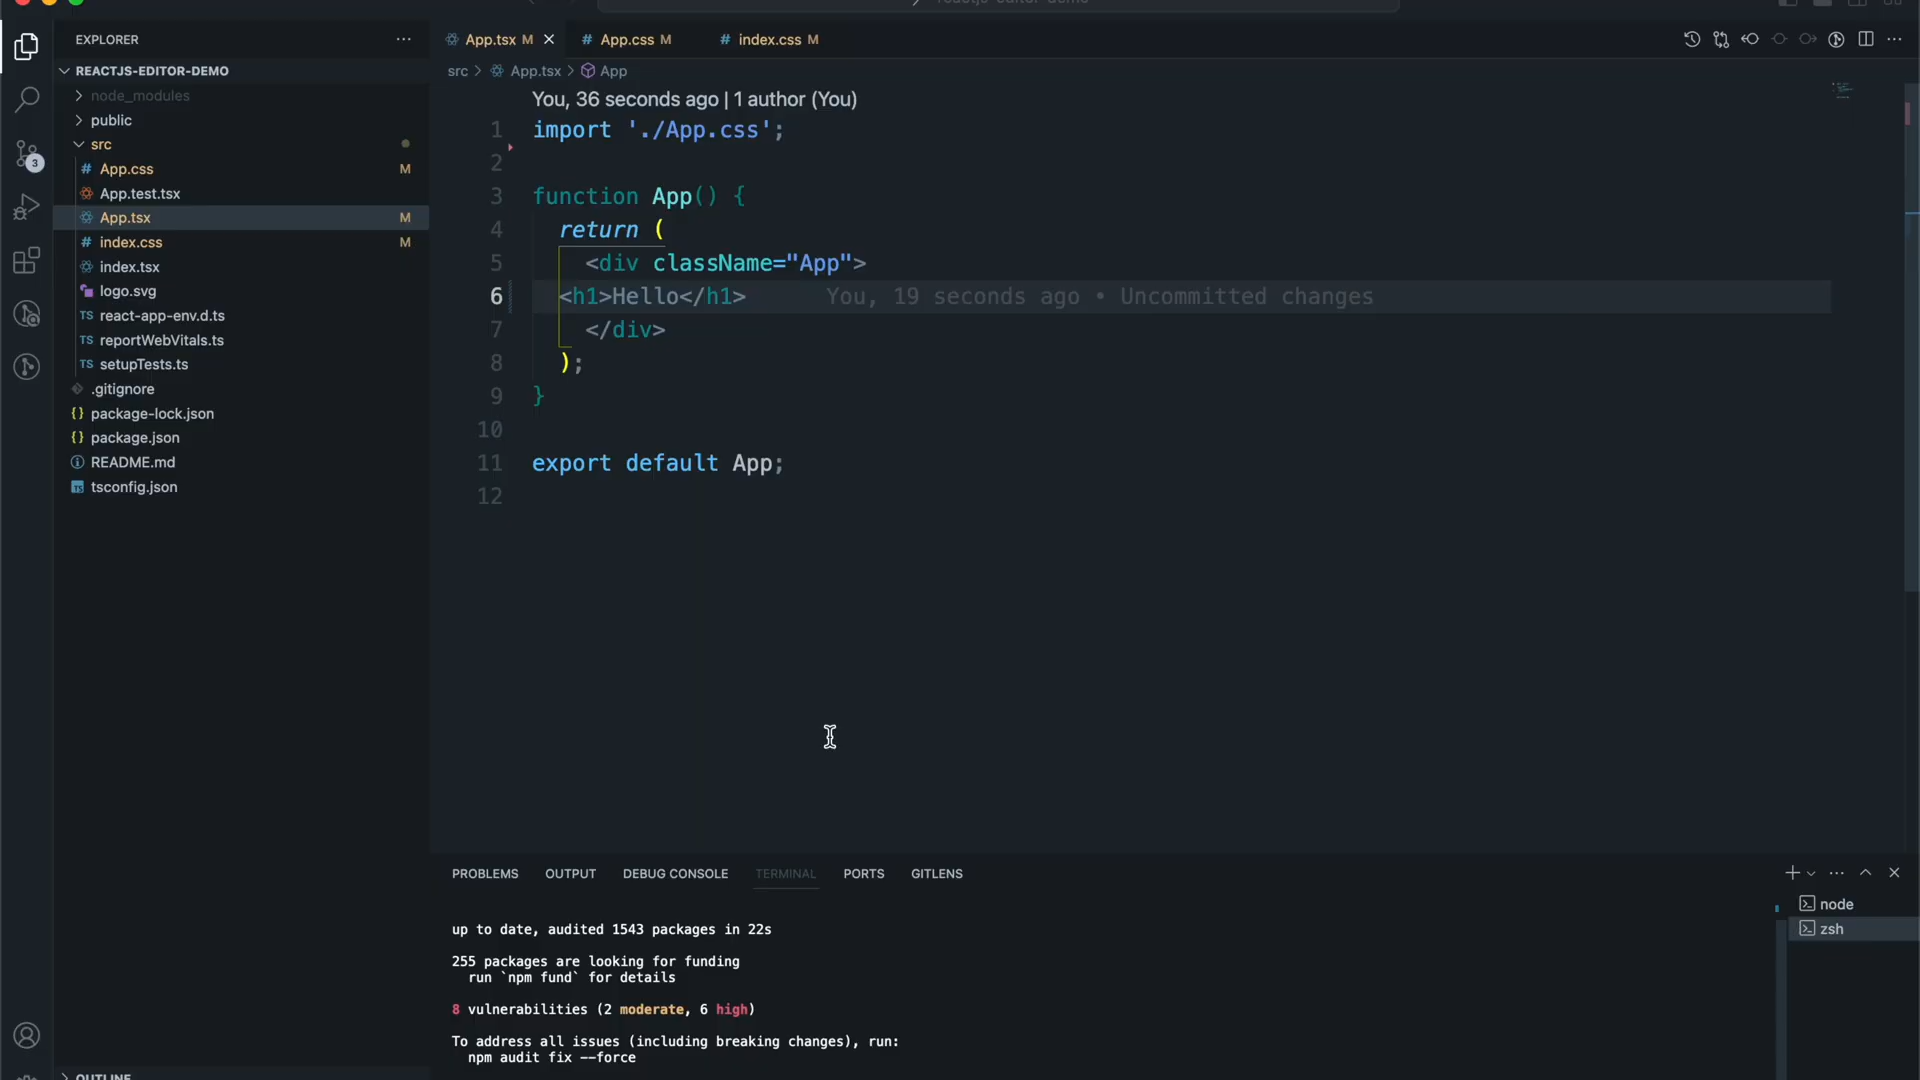 EXPLORER
REACTJS-EDITOR-DEMO
node_modules
public
src
# App.css M
App.test.tsx
App.tsx M
# index.css M
index.tsx
logo.svg
TS react-app-env.d.ts
TS reportWebVitals.ts
TS setupTests.ts
.gitignore
{} package-lock.json
{} package.json
README.md
TS tsconfig.json
OUTLINE
3
App.tsx M
# App.css M
# index.css M
src > App.tsx > App
You, 36 seconds ago | 1 author (You)
1 import './App.css';
2
3 function App() {
4 return (
5 <div className="App">
6 <h1>Hello</h1> You, 19 seconds ago • Uncommitted changes
7 </div>
8 );
9 }
10
11 export default App;
12
PROBLEMS OUTPUT DEBUG CONSOLE TERMINAL PORTS GITLENS
up to date, audited 1543 packages in 22s
255 packages are looking for funding
run `npm fund` for details
8 vulnerabilities (2 moderate, 6 high)
To address all issues (including breaking changes), run:
npm audit fix --force
node
zsh